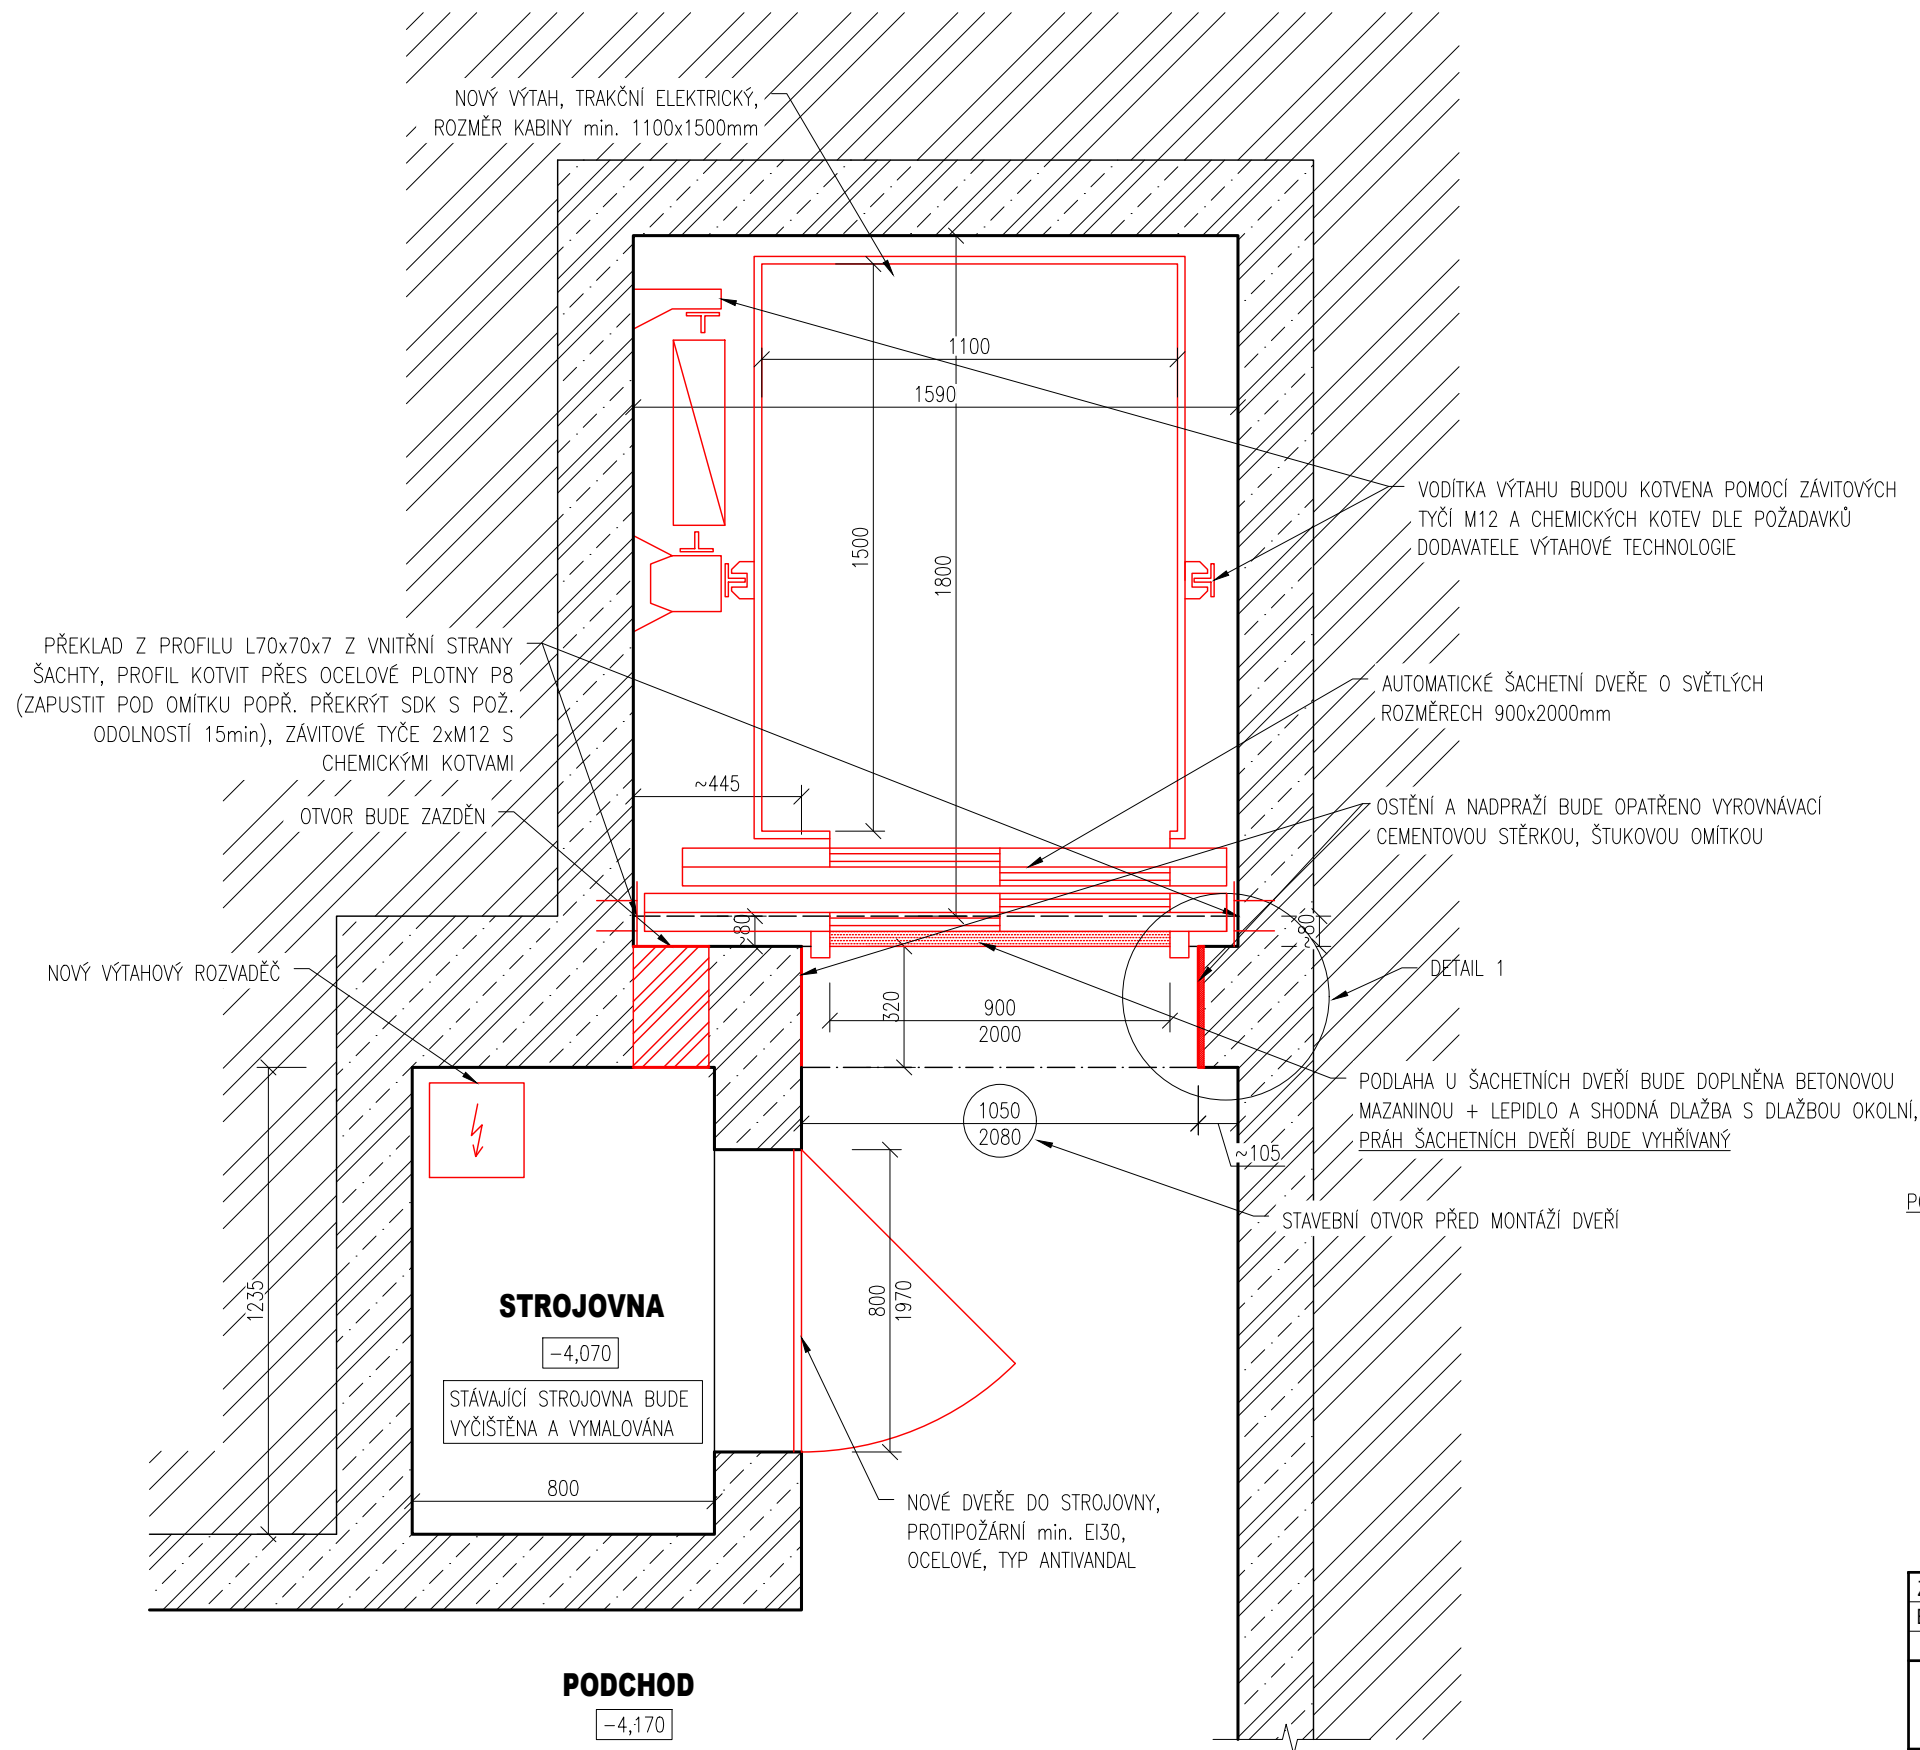 NOVÝ VÝTAH, TRAKČNÍ ELEKTRICKÝ,
ROZMĚR KABINY min. 1100x1500mm
1100
1590
1500
1800
VODÍTKA VÝTAHU BUDOU KOTVENA POMOCÍ ZÁVITOVÝCH
TYČÍ M12 A CHEMICKÝCH KOTEV DLE POŽADAVKŮ
DODAVATELE VÝTAHOVÉ TECHNOLOGIE
PŘEKLAD Z PROFILU L70x70x7 Z VNITŘNÍ STRANY
ŠACHTY, PROFIL KOTVIT PŘES OCELOVÉ PLOTNY P8
(ZAPUSTIT POD OMÍTKU POPŘ. PŘEKRÝT SDK S POŽ.
ODOLNOSTÍ 15min), ZÁVITOVÉ TYČE 2xM12 S
CHEMICKÝMI KOTVAMI
AUTOMATICKÉ ŠACHETNÍ DVEŘE O SVĚTLÝCH
ROZMĚRECH 900x2000mm
~445
OTVOR BUDE ZAZDĚN
OSTĚNÍ A NADPRAŽÍ BUDE OPATŘENO VYROVNÁVACÍ
CEMENTOVOU STĚRKOU, ŠTUKOVOU OMÍTKOU
~80
~80
NOVÝ VÝTAHOVÝ ROZVADĚČ
DETAIL 1
320
900
2000
PODLAHA U ŠACHETNÍCH DVEŘÍ BUDE DOPLNĚNA BETONOVOU
MAZANINOU + LEPIDLO A SHODNÁ DLAŽBA S DLAŽBOU OKOLNÍ,
PRÁH ŠACHETNÍCH DVEŘÍ BUDE VYHŘÍVANÝ
1050
2080
~105
STAVEBNÍ OTVOR PŘED MONTÁŽÍ DVEŘÍ
1235
800
1970
STROJOVNA
-4,070
STÁVAJÍCÍ STROJOVNA BUDE
VYČIŠTĚNA A VYMALOVÁNA
800
NOVÉ DVEŘE DO STROJOVNY,
PROTIPOŽÁRNÍ min. EI30,
OCELOVÉ, TYP ANTIVANDAL
PODCHOD
-4,170